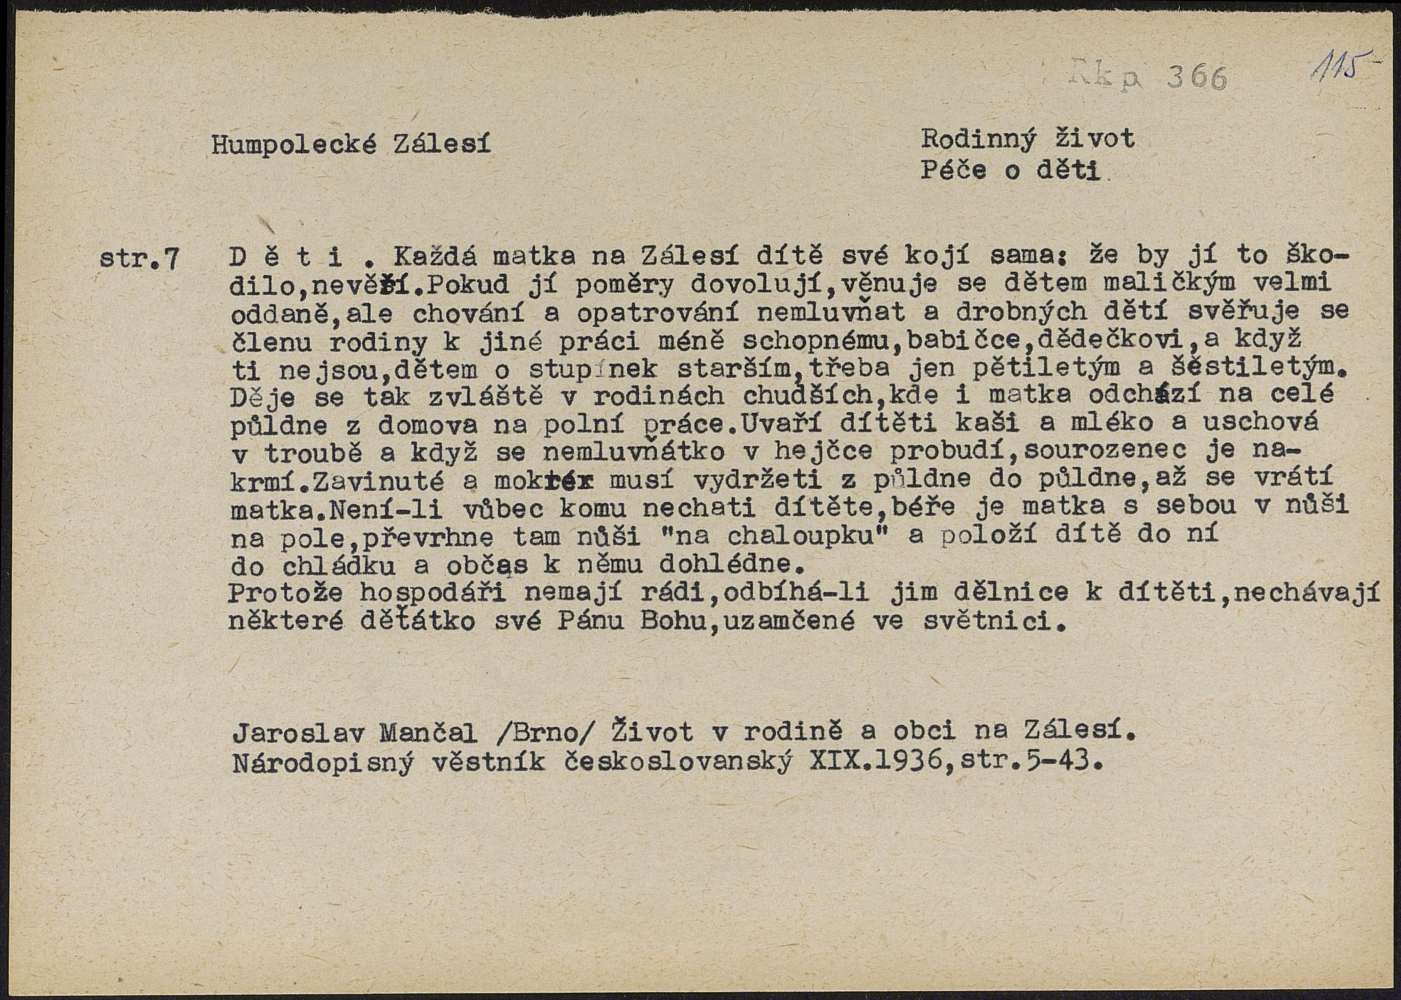 Rkp 366
115
Humpolecké Zálesí
Rodinný život
Péče o děti
str.7 D ě t i . Každá matka na Zálesí dítě své kojí sama: že by jí to ško-
dilo,nevěří.Pokud jí poměry dovolují,věnuje se dětem maličkým velmi
oddaně,ale chování a opatrování nemluvňat a drobných dětí svěřuje se
členu rodiny k jiné práci méně schopnému,babičce,dědečkovi,a když
ti nejsou,dětem o stupínek starším,třeba jen pětiletým a šěstiletým.
Děje se tak zvláště v rodinách chudších,kde i matka odchází na celé
půldne z domova na polní práce.Uvaří dítěti kaši a mléko a uschová
v troubě a když se nemluvňátko v hejčce probudí,sourozenec je na-
krmí.Zavinuté a mokré musí vydržeti z půldne do půldne,až se vrátí
matka.Není-li vůbec komu nechati dítěte,béře je matka s sebou v nůši
na pole,převrhne tam nůši "na chaloupku" a položí dítě do ní
do chládku a občas k němu dohlédne.
Protože hospodáři nemají rádi,odbíhá-li jim dělnice k dítěti,nechávají
některé děťátko své Pánu Bohu,uzamčené ve světnici.
Jaroslav Mančal /Brno/ Život v rodině a obci na Zálesí.
Národopisný věstník českoslovanský XIX.1936,str.5-43.